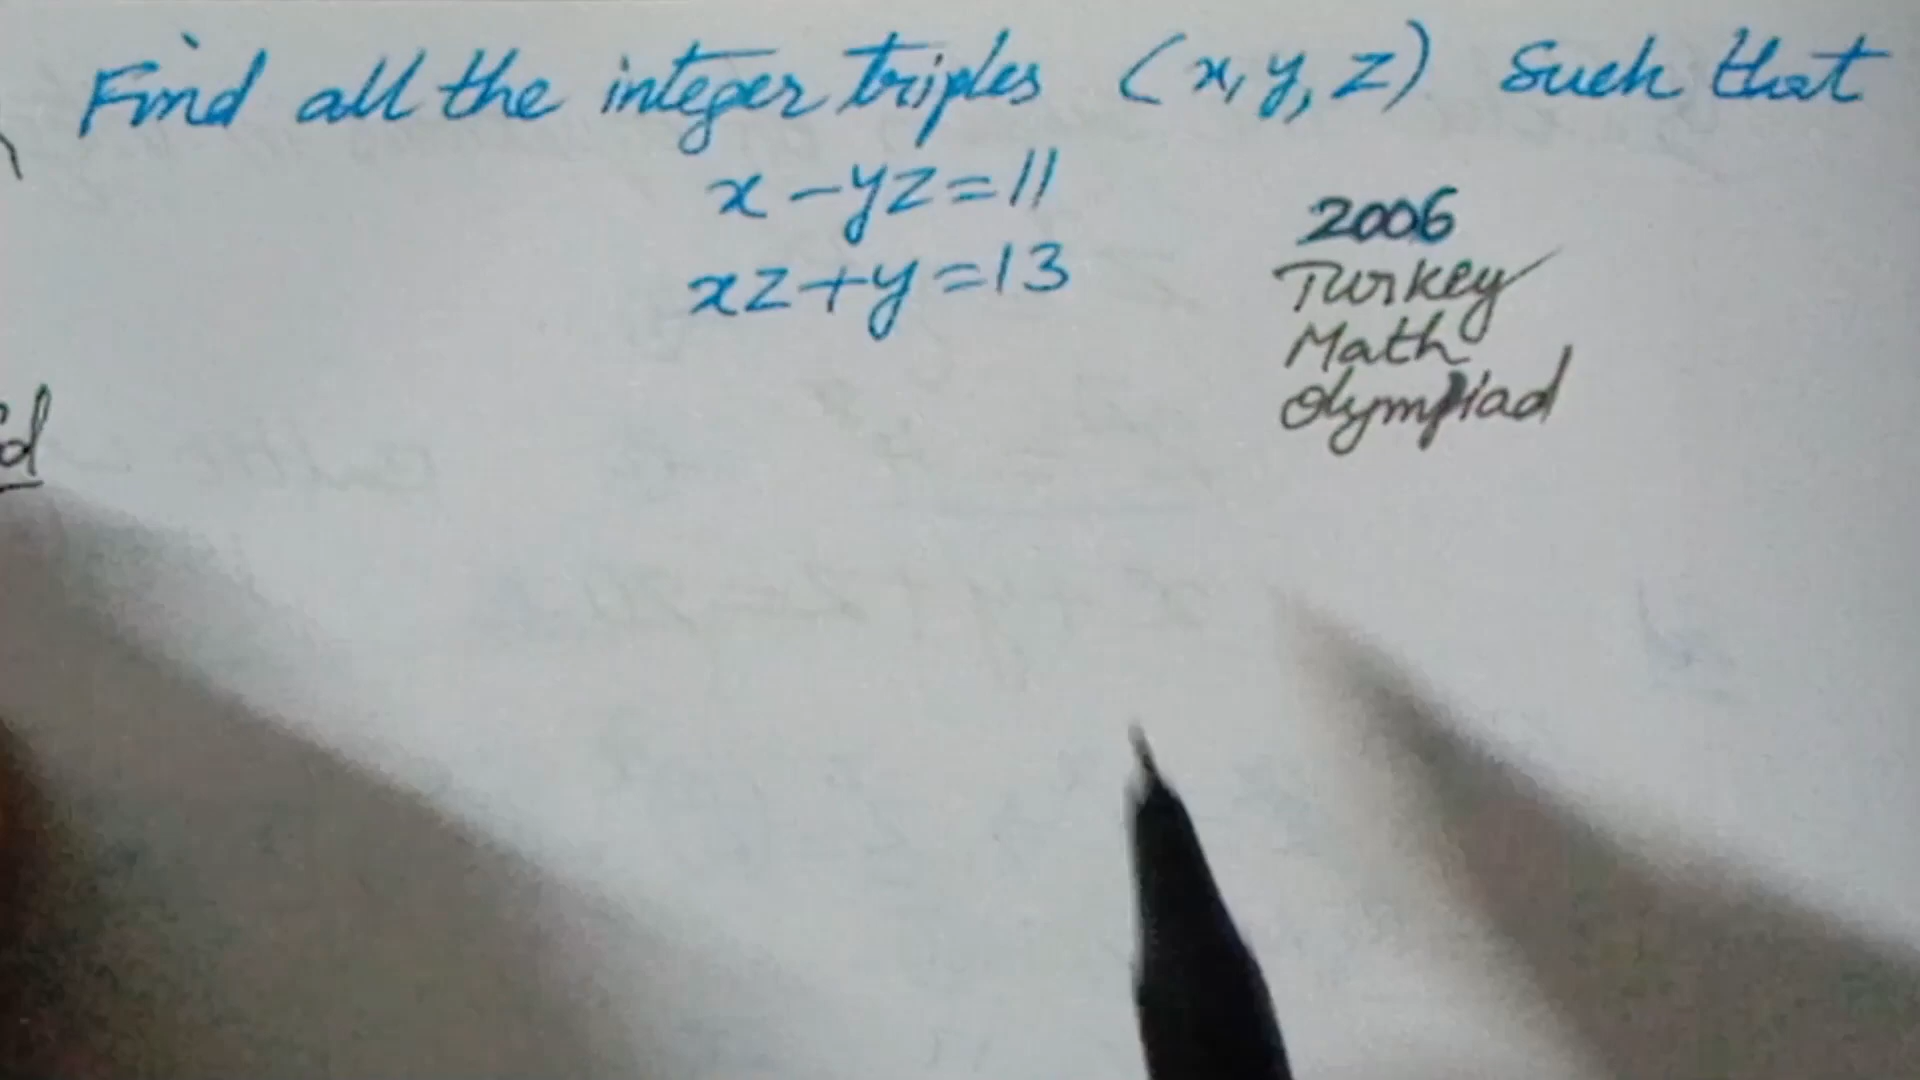 Find all the integer triples (x, y, z) Such that
x - yz = 11
xz + y = 13
2006
Turkey
Math
Olympiad
d